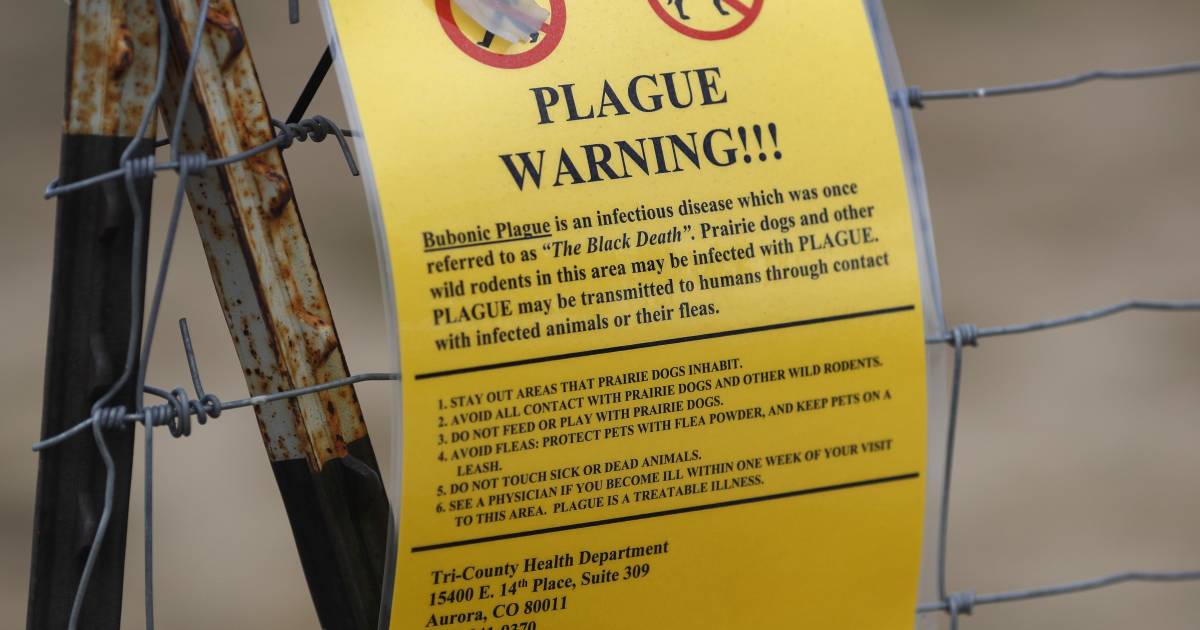 PLAGUE
WARNING!!!
Bubonic Plague is an infectious disease which was once
referred to as “The Black Death”. Prairie dogs and other
wild rodents in this area may be infected with PLAGUE.
PLAGUE may be transmitted to humans through contact
with infected animals or their fleas.
1. STAY OUT AREAS THAT PRAIRIE DOGS INHABIT.
2. AVOID ALL CONTACT WITH PRAIRIE DOGS AND OTHER WILD RODENTS.
3. DO NOT FEED OR PLAY WITH PRAIRIE DOGS.
4. AVOID FLEAS: PROTECT PETS WITH FLEA POWDER, AND KEEP PETS ON A
LEASH.
5. DO NOT TOUCH SICK OR DEAD ANIMALS.
6. SEE A PHYSICIAN IF YOU BECOME ILL WITHIN ONE WEEK OF YOUR VISIT
TO THIS AREA. PLAGUE IS A TREATABLE ILLNESS.
Tri-County Health Department
15400 E. 14th Place, Suite 309
Aurora, CO 80011